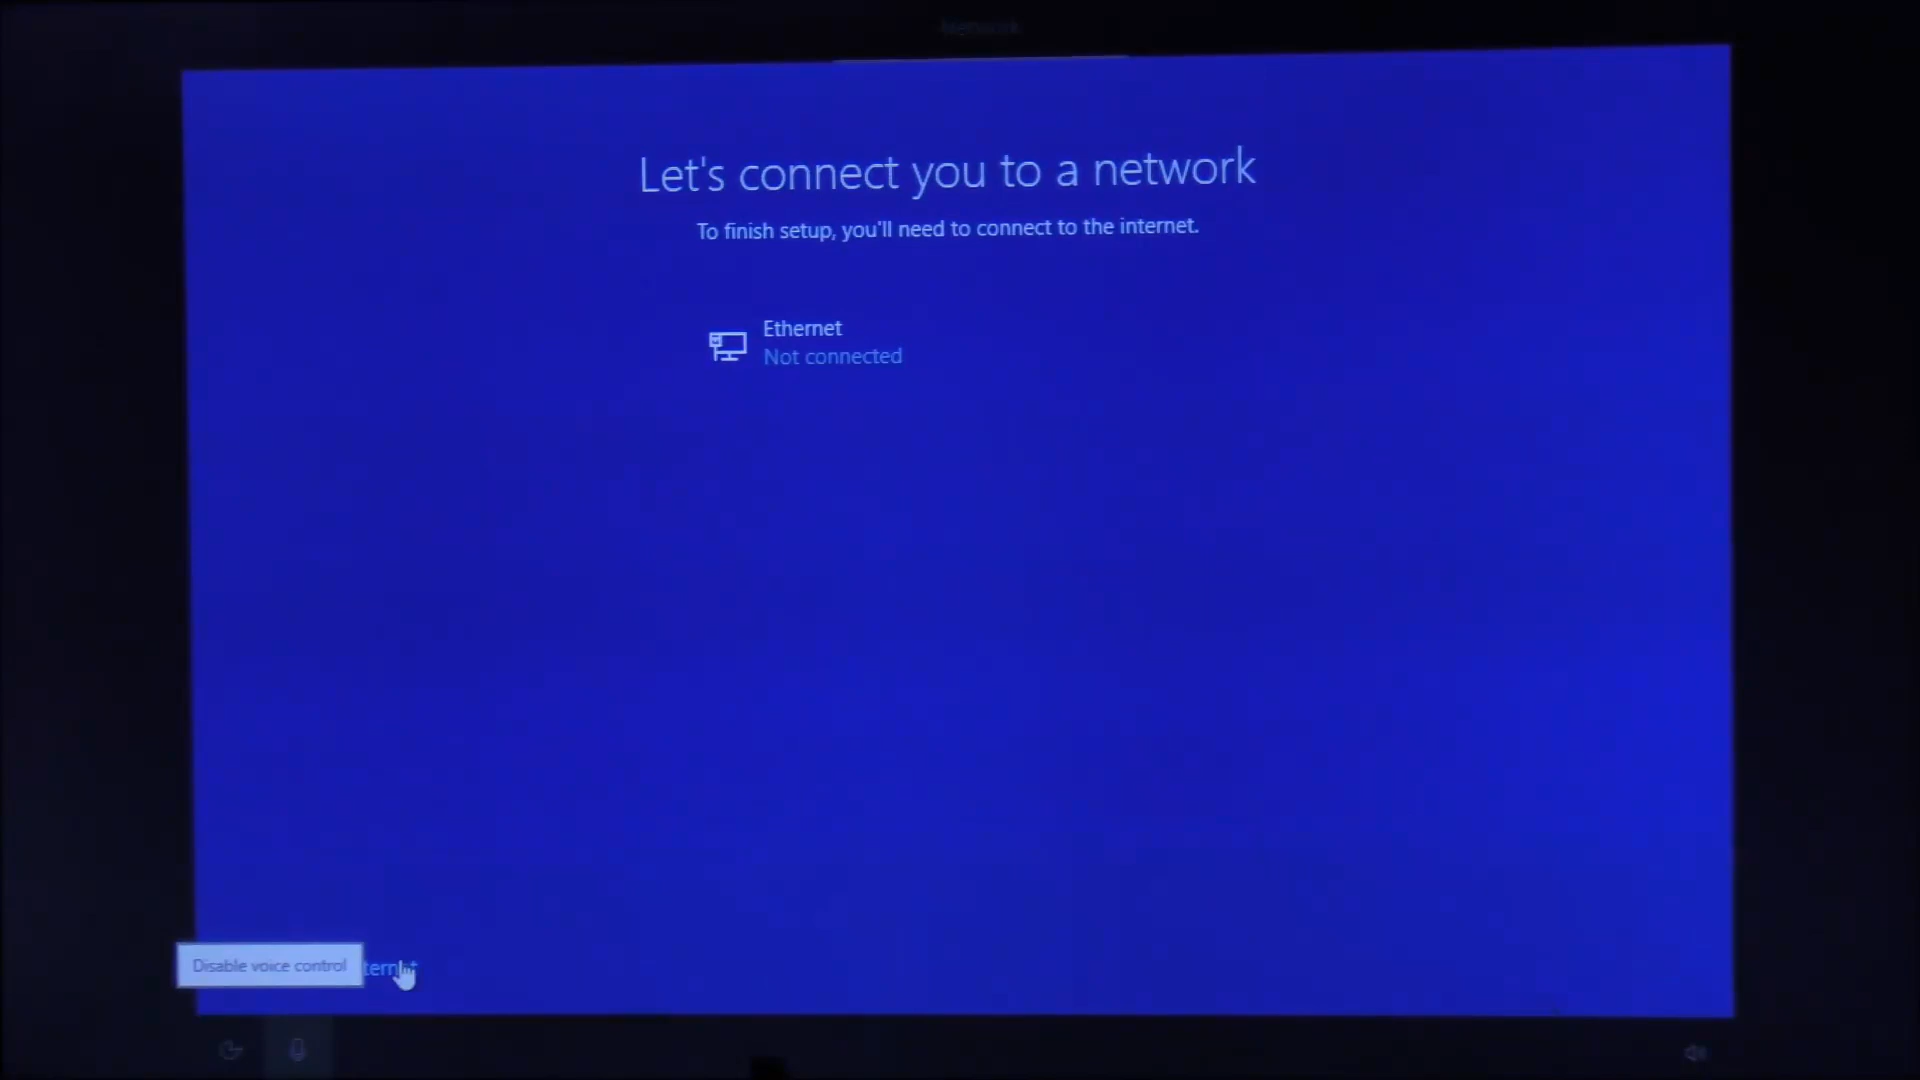 Network
Let's connect you to a network
To finish setup, you'll need to connect to the internet.
Ethernet
Not connected
Disable voice control